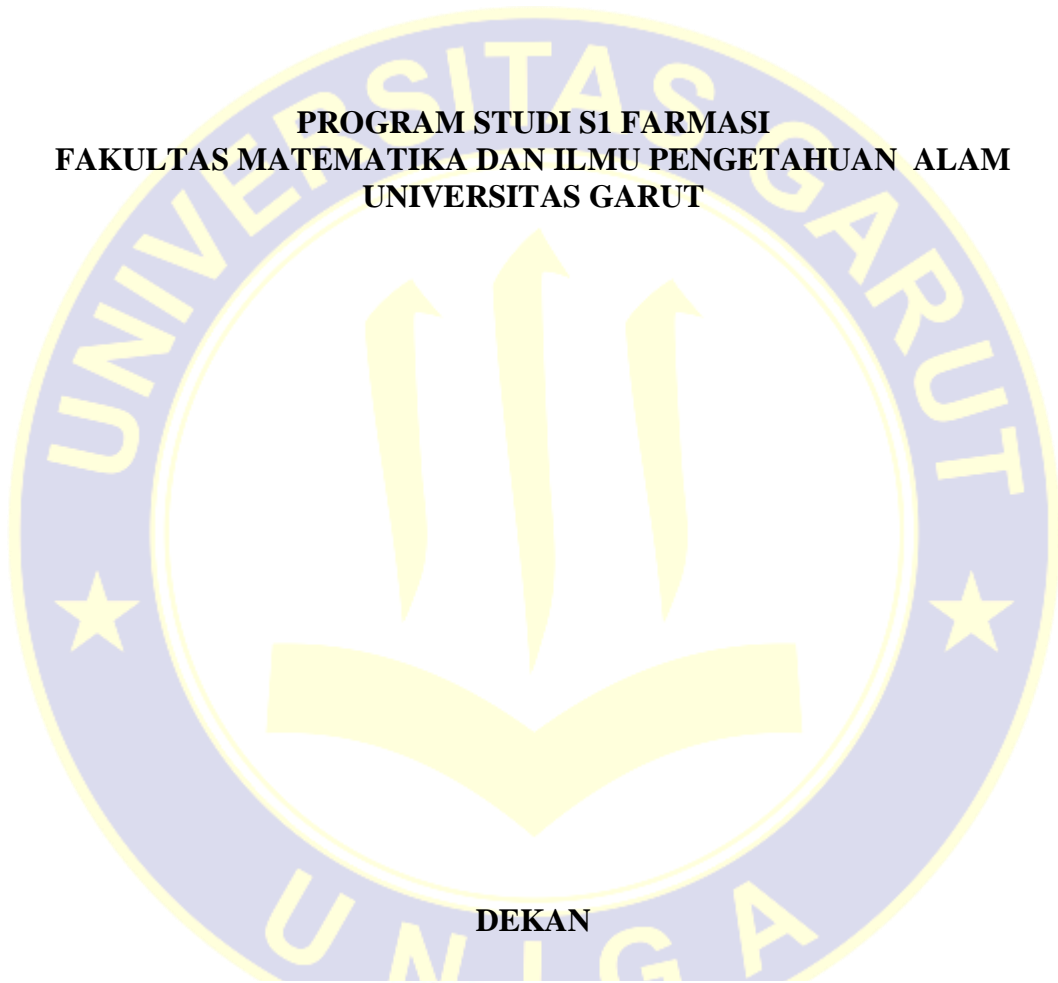 UNIVERSITAS GARUT
PROGRAM STUDI S1 FARMASI
FAKULTAS MATEMATIKA DAN ILMU PENGETAHUAN ALAM
UNIVERSITAS GARUT
DEKAN
UNIGA